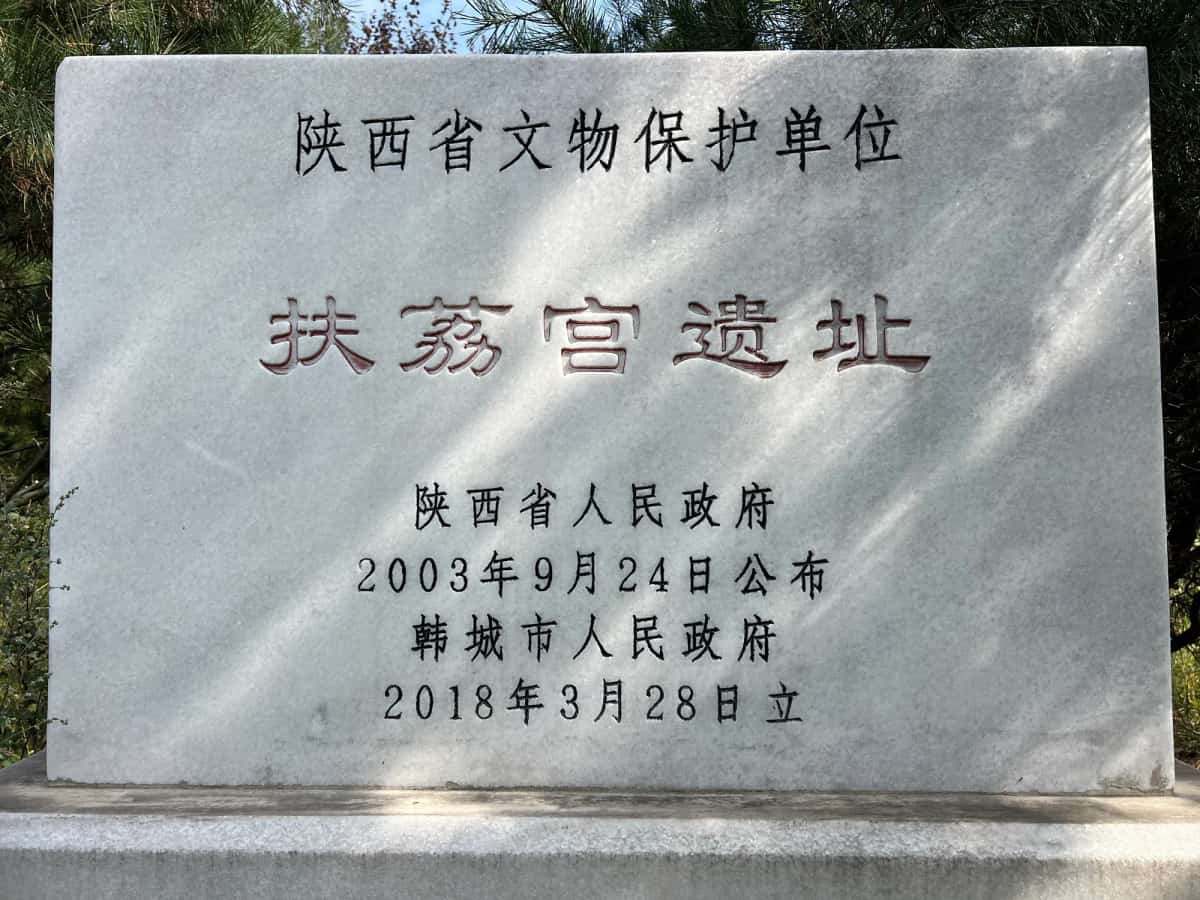 陕西省文物保护单位
扶荔宫遗址
陕西省人民政府
2003年9月24日公布
韩城市人民政府
2018年3月28日立